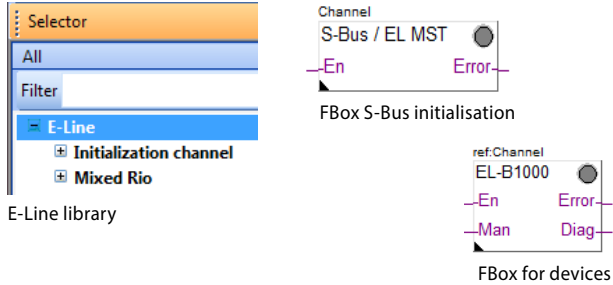 Selector
All
Filter
E-Line
Initialization channel
Mixed Rio
E-Line library
Channel
S-Bus / EL MST
En Error
FBox S-Bus initialisation
ref:Channel
EL-B1000
En Error
Man Diag
FBox for devices